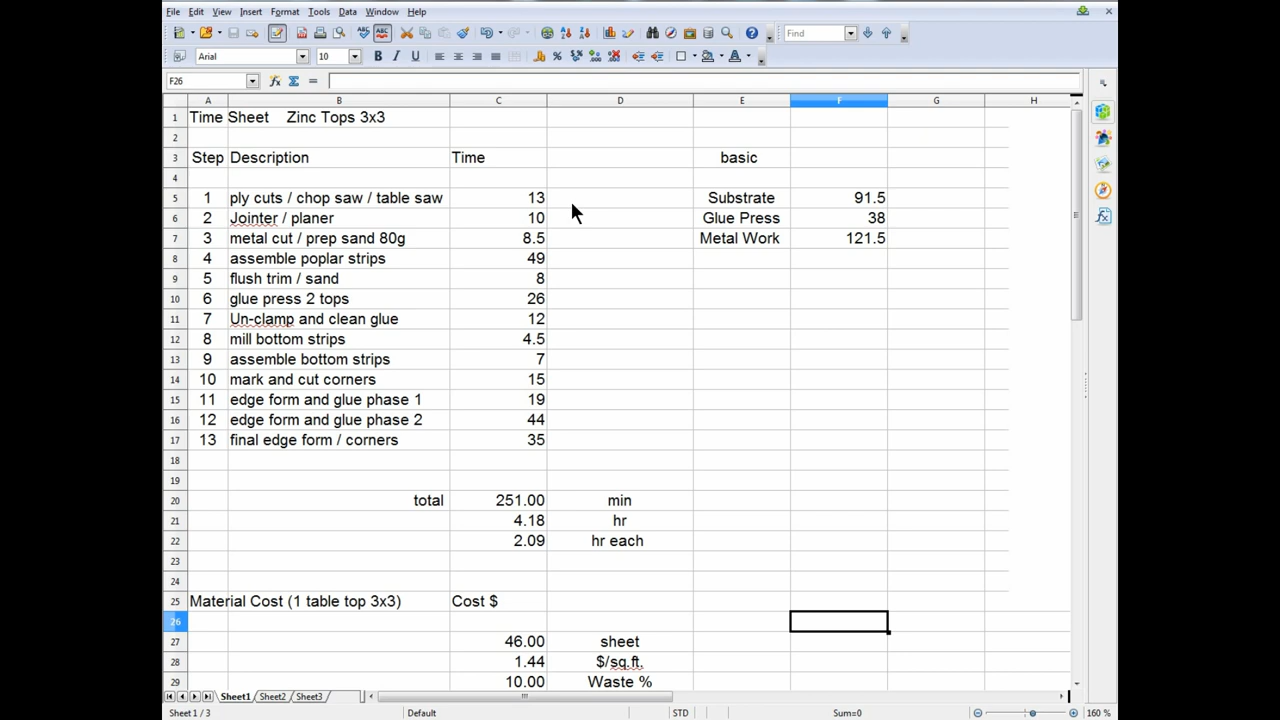 File Edit View Insert Format Tools Data Window Help
Find
Arial 10
F26
A B C D E F G H
1 Time Sheet Zinc Tops 3x3
2
3 Step Description Time basic
4
5 1 ply cuts / chop saw / table saw 13 Substrate 91.5
6 2 Jointer / planer 10 Glue Press 38
7 3 metal cut / prep sand 80g 8.5 Metal Work 121.5
8 4 assemble poplar strips 49
9 5 flush trim / sand 8
10 6 glue press 2 tops 26
11 7 Un-clamp and clean glue 12
12 8 mill bottom strips 4.5
13 9 assemble bottom strips 7
14 10 mark and cut corners 15
15 11 edge form and glue phase 1 19
16 12 edge form and glue phase 2 44
17 13 final edge form / corners 35
18
19
20 total 251.00 min
21 4.18 hr
22 2.09 hr each
23
24
25 Material Cost (1 table top 3x3) Cost $
26
27 46.00 sheet
28 1.44 $/sq.ft.
29 10.00 Waste %
Sheet1 Sheet2 Sheet3
Sheet 1 / 3 Default STD Sum=0 160 %